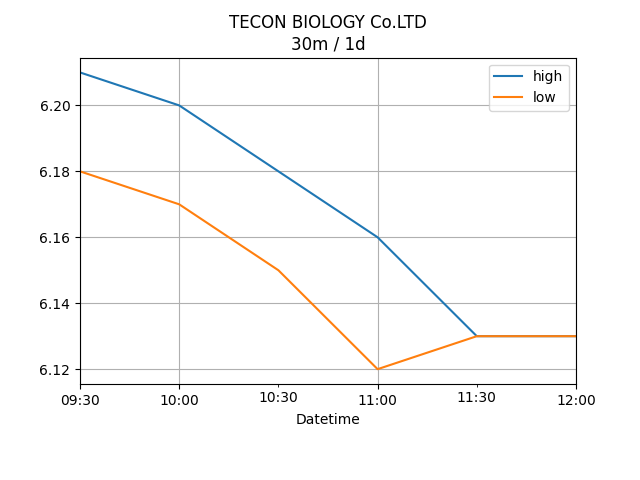 TECON BIOLOGY Co.LTD
30m / 1d
high
low
6.20
6.18
6.16
6.14
6.12
09:30 10:00 10:30 11:00 11:30 12:00
Datetime